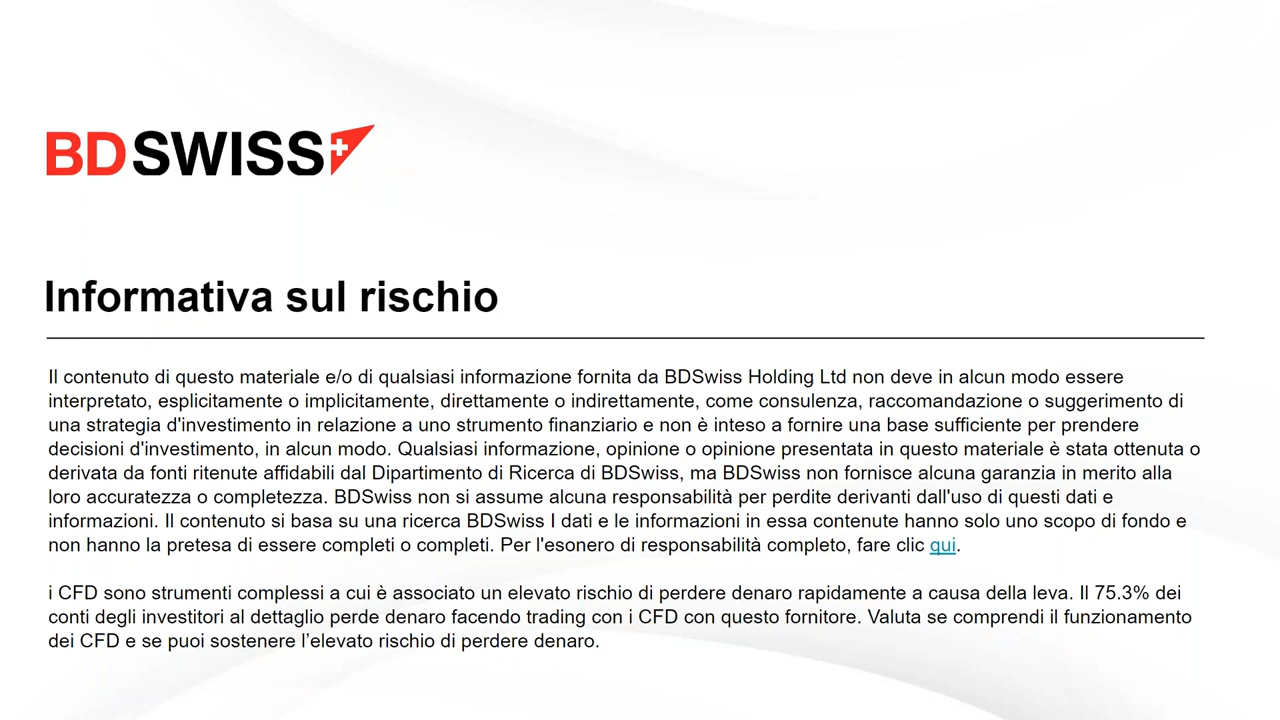 BDSWISS
Informativa sul rischio
Il contenuto di questo materiale e/o di qualsiasi informazione fornita da BDSwiss Holding Ltd non deve in alcun modo essere
interpretato, esplicitamente o implicitamente, direttamente o indirettamente, come consulenza, raccomandazione o suggerimento di
una strategia d'investimento in relazione a uno strumento finanziario e non è inteso a fornire una base sufficiente per prendere
decisioni d'investimento, in alcun modo. Qualsiasi informazione, opinione o opinione presentata in questo materiale è stata ottenuta o
derivata da fonti ritenute affidabili dal Dipartimento di Ricerca di BDSwiss, ma BDSwiss non fornisce alcuna garanzia in merito alla
loro accuratezza o completezza. BDSwiss non si assume alcuna responsabilità per perdite derivanti dall'uso di questi dati e
informazioni. Il contenuto si basa su una ricerca BDSwiss I dati e le informazioni in essa contenute hanno solo uno scopo di fondo e
non hanno la pretesa di essere completi o completi. Per l'esonero di responsabilità completo, fare clic qui.
i CFD sono strumenti complessi a cui è associato un elevato rischio di perdere denaro rapidamente a causa della leva. Il 75.3% dei
conti degli investitori al dettaglio perde denaro facendo trading con i CFD con questo fornitore. Valuta se comprendi il funzionamento
dei CFD e se puoi sostenere l’elevato rischio di perdere denaro.